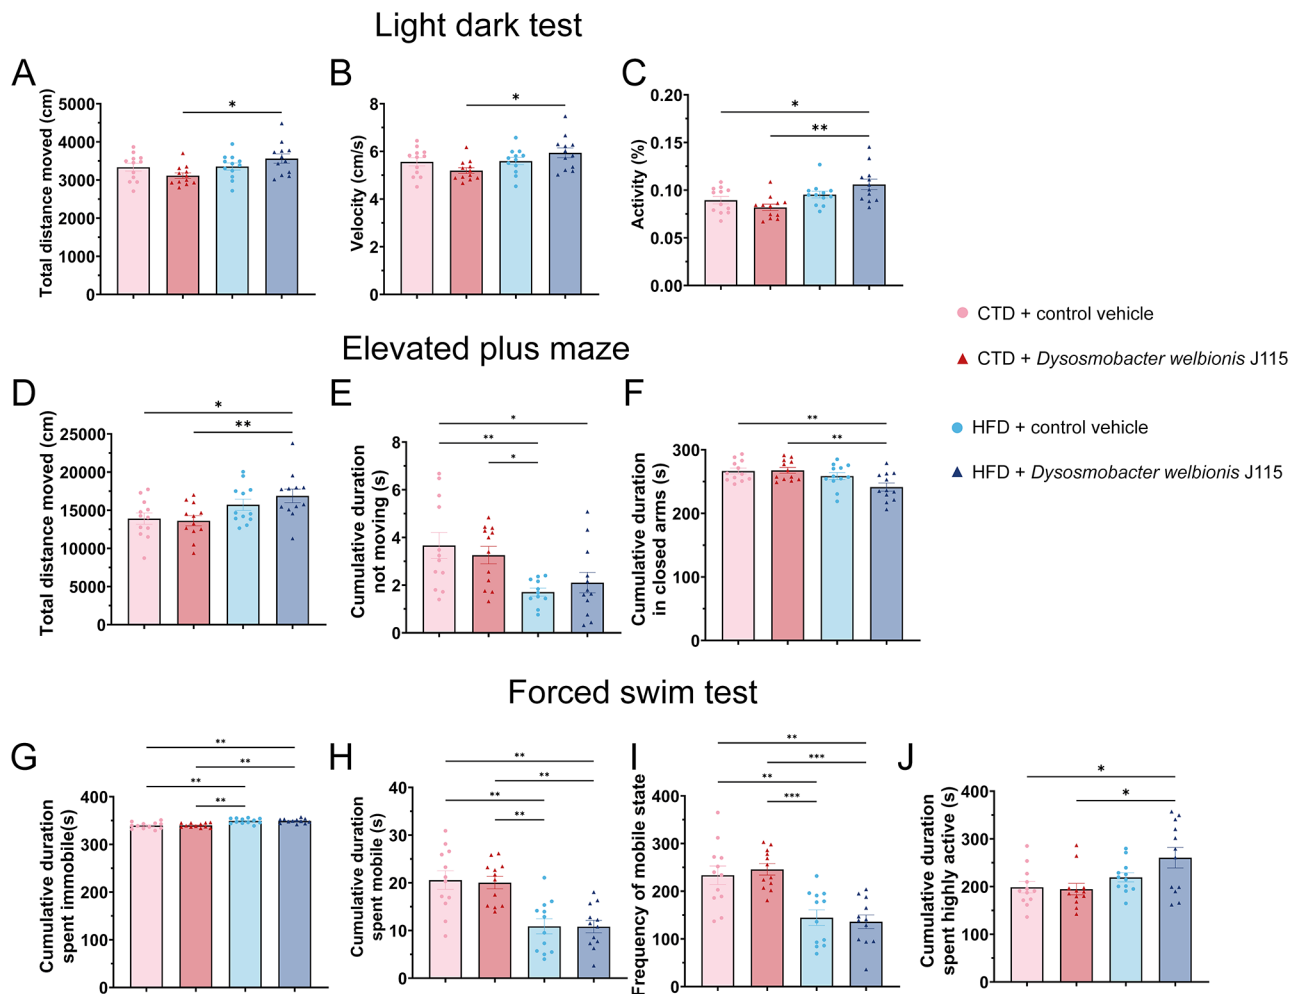 Light dark test
A
Total distance moved (cm)
5000
4000
3000
2000
1000
0
*
B
Velocity (cm/s)
8
6
4
2
0
*
C
Activity (%)
0.20
0.15
0.10
0.05
0.00
*
**
CTD + control vehicle
CTD + Dysosmobacter welbionis J115
HFD + control vehicle
HFD + Dysosmobacter welbionis J115
Elevated plus maze
D
Total distance moved (cm)
25000
20000
15000
10000
5000
0
*
**
E
Cumulative duration
not moving (s)
8
6
4
2
0
*
**
*
F
Cumulative duration
in closed arms (s)
300
200
100
0
**
**
Forced swim test
G
Cumulative duration
spent immobile(s)
400
300
200
100
0
**
**
**
**
H
Cumulative duration
spent mobile (s)
40
30
20
10
0
**
**
**
**
I
Frequency of mobile state
400
300
200
100
0
**
***
**
***
J
Cumulative duration
spent highly active (s)
400
300
200
100
0
*
*